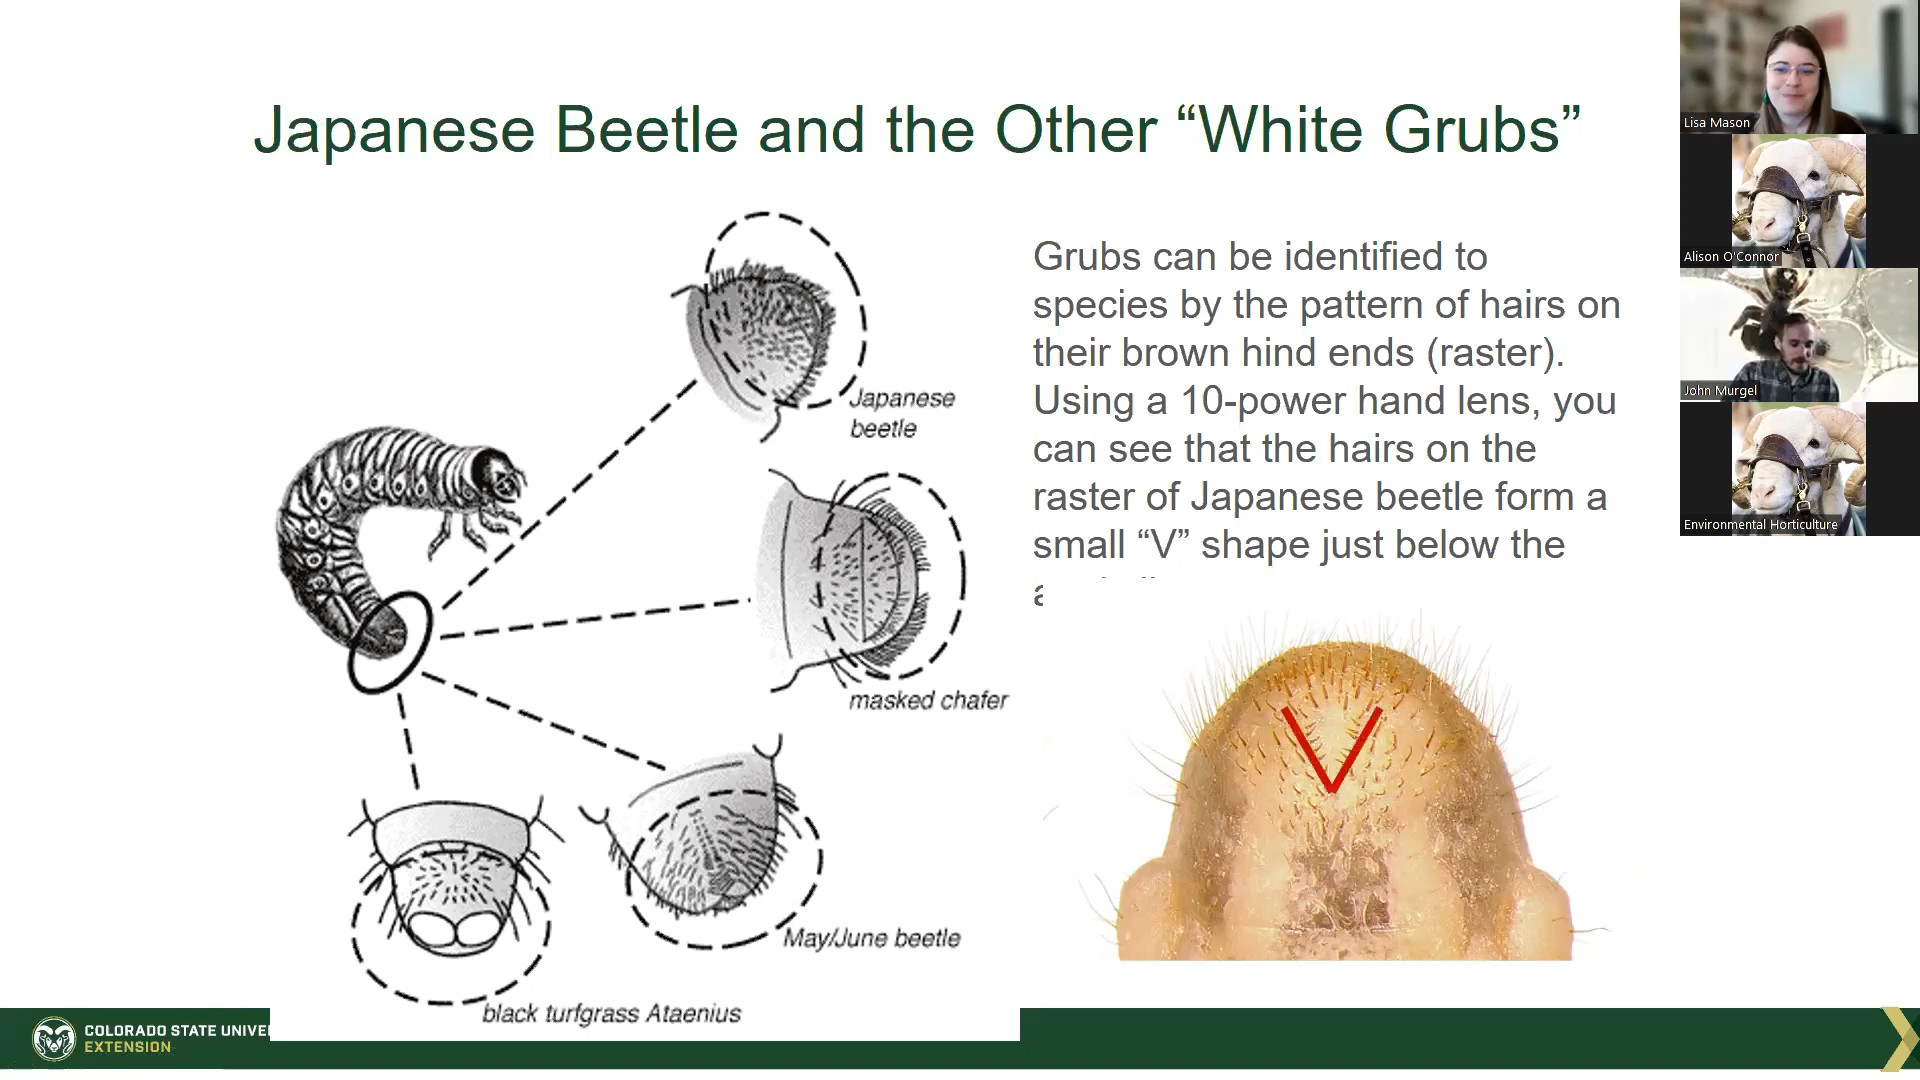 Japanese Beetle and the Other “White Grubs”
Grubs can be identified to
species by the pattern of hairs on
their brown hind ends (raster).
Using a 10-power hand lens, you
can see that the hairs on the
raster of Japanese beetle form a
small “V” shape just below the
Japanese
beetle
masked chafer
May/June beetle
black turfgrass Ataenius
COLORADO STATE UNIVE
EXTENSION
Lisa Mason
Alison O'Connor
John Murgel
Environmental Horticulture